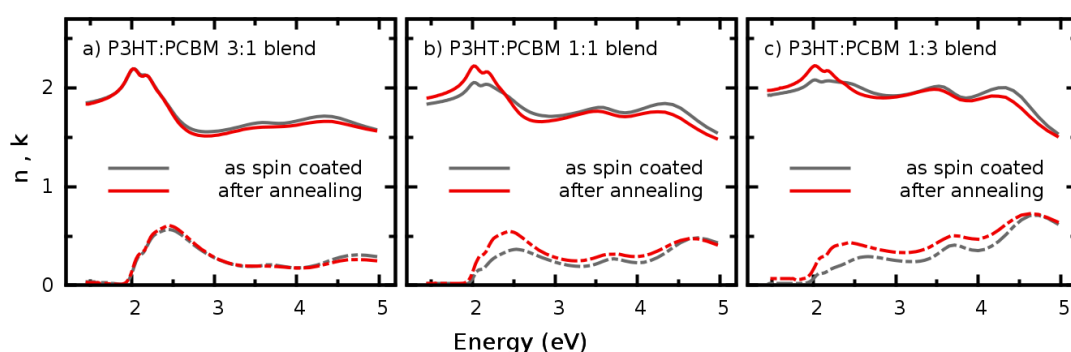 a) P3HT:PCBM 3:1 blend
b) P3HT:PCBM 1:1 blend
c) P3HT:PCBM 1:3 blend
n , k
2
1
0
as spin coated
after annealing
as spin coated
after annealing
as spin coated
after annealing
2 3 4 5
2 3 4 5
2 3 4 5
Energy (eV)